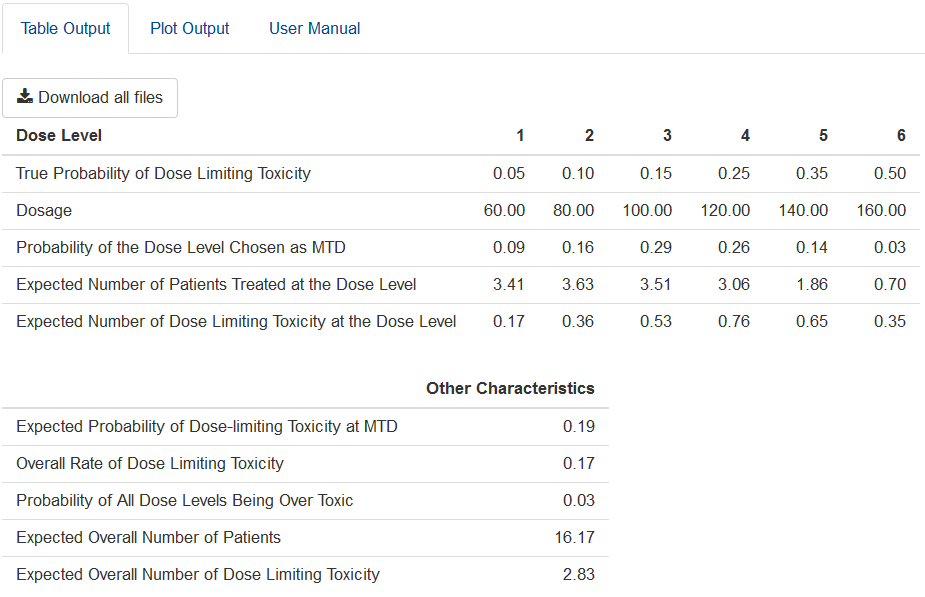 Table Output Plot Output User Manual
Download all files
Dose Level 1 2 3 4 5 6
True Probability of Dose Limiting Toxicity 0.05 0.10 0.15 0.25 0.35 0.50
Dosage 60.00 80.00 100.00 120.00 140.00 160.00
Probability of the Dose Level Chosen as MTD 0.09 0.16 0.29 0.26 0.14 0.03
Expected Number of Patients Treated at the Dose Level 3.41 3.63 3.51 3.06 1.86 0.70
Expected Number of Dose Limiting Toxicity at the Dose Level 0.17 0.36 0.53 0.76 0.65 0.35
Other Characteristics
Expected Probability of Dose-limiting Toxicity at MTD 0.19
Overall Rate of Dose Limiting Toxicity 0.17
Probability of All Dose Levels Being Over Toxic 0.03
Expected Overall Number of Patients 16.17
Expected Overall Number of Dose Limiting Toxicity 2.83